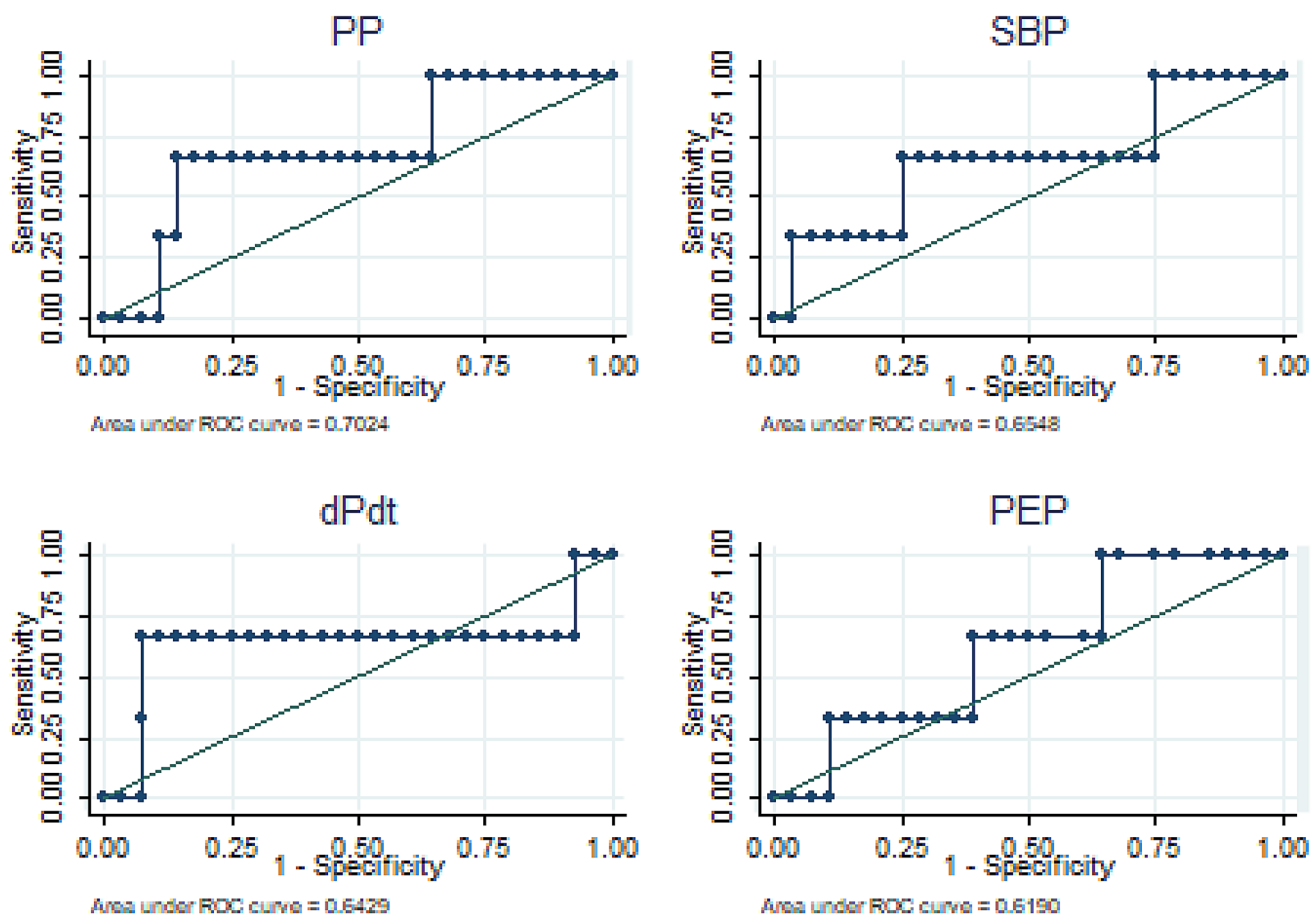 PP
Sensitivity
0.00 0.25 0.50 0.75 1.00
0.00 0.25 0.50 0.75 1.00
1 - Specificity
Area under ROC curve = 0.7024
SBP
Sensitivity
0.00 0.25 0.50 0.75 1.00
0.00 0.25 0.50 0.75 1.00
1 - Specificity
Area under ROC curve = 0.6548
dPdt
Sensitivity
0.00 0.25 0.50 0.75 1.00
0.00 0.25 0.50 0.75 1.00
1 - Specificity
Area under ROC curve = 0.6429
PEP
Sensitivity
0.00 0.25 0.50 0.75 1.00
0.00 0.25 0.50 0.75 1.00
1 - Specificity
Area under ROC curve = 0.6190